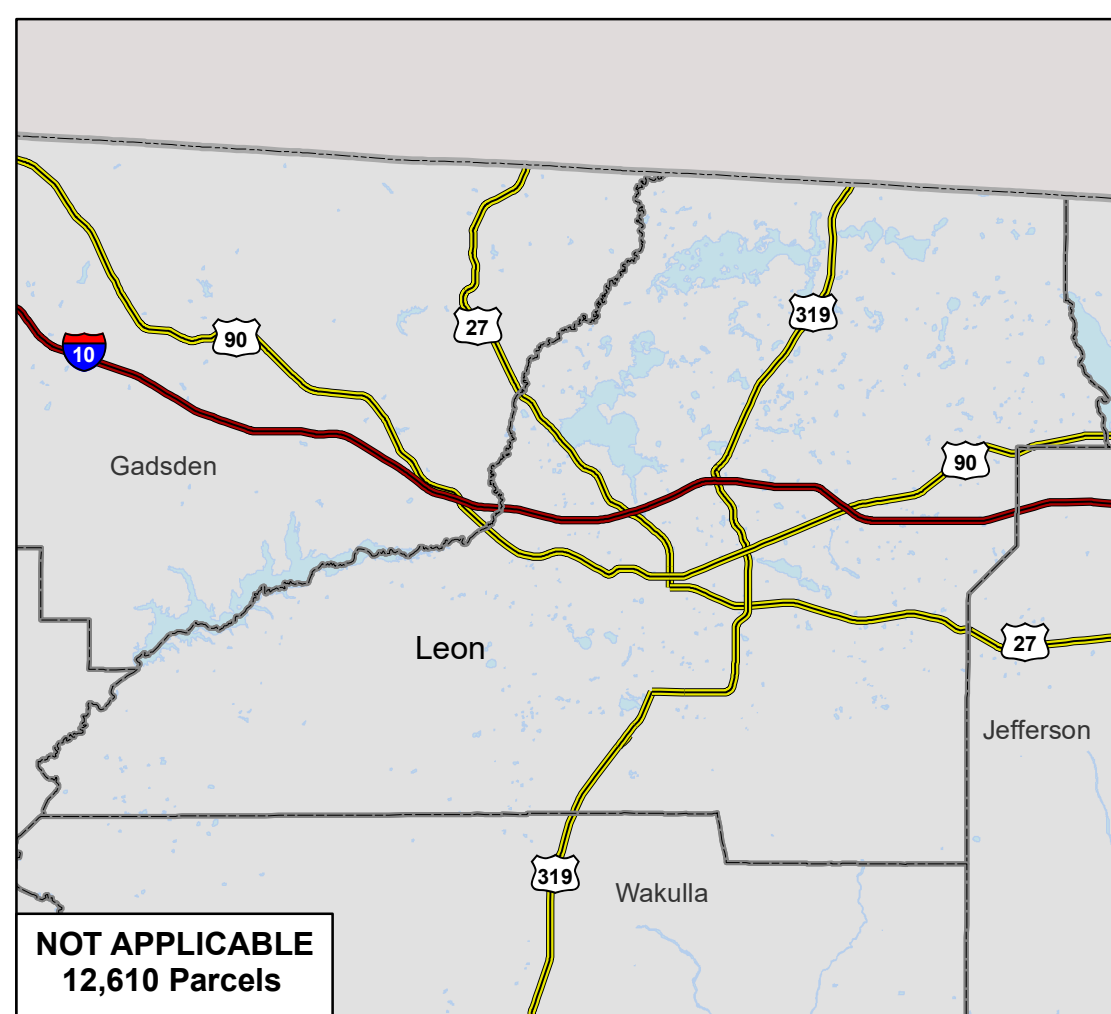 319
27
90
10
90
Gadsden
27
Leon
Jefferson
319
Wakulla
NOT APPLICABLE
12,610 Parcels